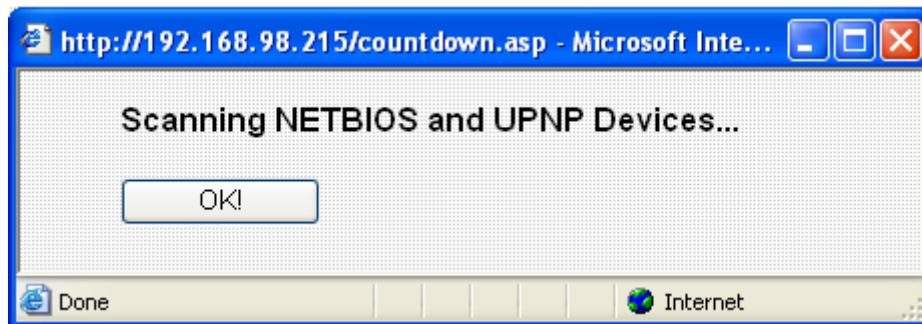 http://192.168.98.215/countdown.asp - Microsoft Inte...
Scanning NETBIOS and UPNP Devices...
OK!
Done
Internet